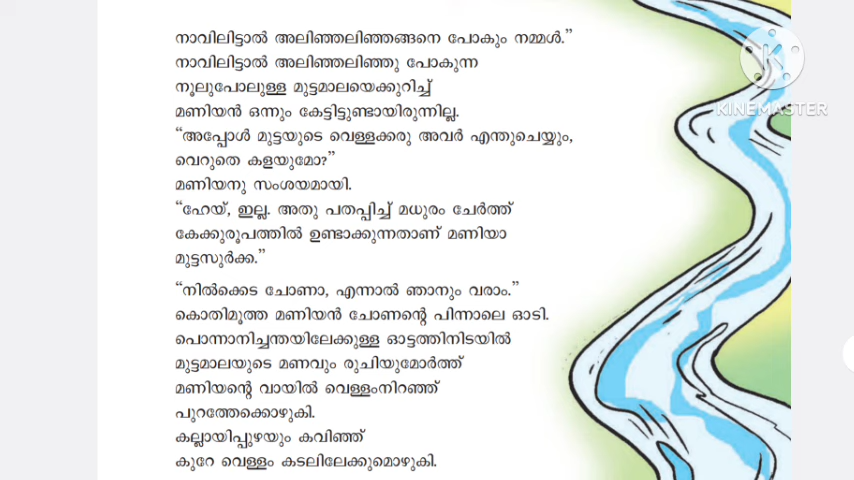 നാവിലിട്ടാൽ അലിഞ്ഞലിഞ്ഞങ്ങനെ പോകും നമ്മൾ.”
നാവിലിട്ടാൽ അലിഞ്ഞലിഞ്ഞു പോകുന്ന
നൂലുപോലുള്ള മുട്ടമാലയെക്കുറിച്ച്
മണിയൻ ഒന്നും കേട്ടിട്ടുണ്ടായിരുന്നില്ല.
“അപ്പോൾ മുട്ടയുടെ വെള്ളക്കരു അവർ എന്തുചെയ്യും,
വെറുതെ കളയുമോ?”
മണിയനു സംശയമായി.
“ഹേയ്, ഇല്ല. അതു പതപ്പിച്ച് മധുരം ചേർത്ത്
കേക്കുരൂപത്തിൽ ഉണ്ടാക്കുന്നതാണ് മണിയാ
മുട്ടസുർക്ക.”
“നിൽക്കെട ചോണാ, എന്നാൽ ഞാനും വരാം.”
കൊതിമൂത്ത മണിയൻ ചോണന്റെ പിന്നാലെ ഓടി.
പൊന്നാനിച്ചന്തയിലേക്കുള്ള ഓട്ടത്തിനിടയിൽ
മുട്ടമാലയുടെ മണവും രുചിയുമോർത്ത്
മണിയന്റെ വായിൽ വെള്ളംനിറഞ്ഞ്
പുറത്തേക്കൊഴുകി.
കല്ലായിപ്പുഴയും കവിഞ്ഞ്
കുറേ വെള്ളം കടലിലേക്കുമൊഴുകി.
KINEMASTER